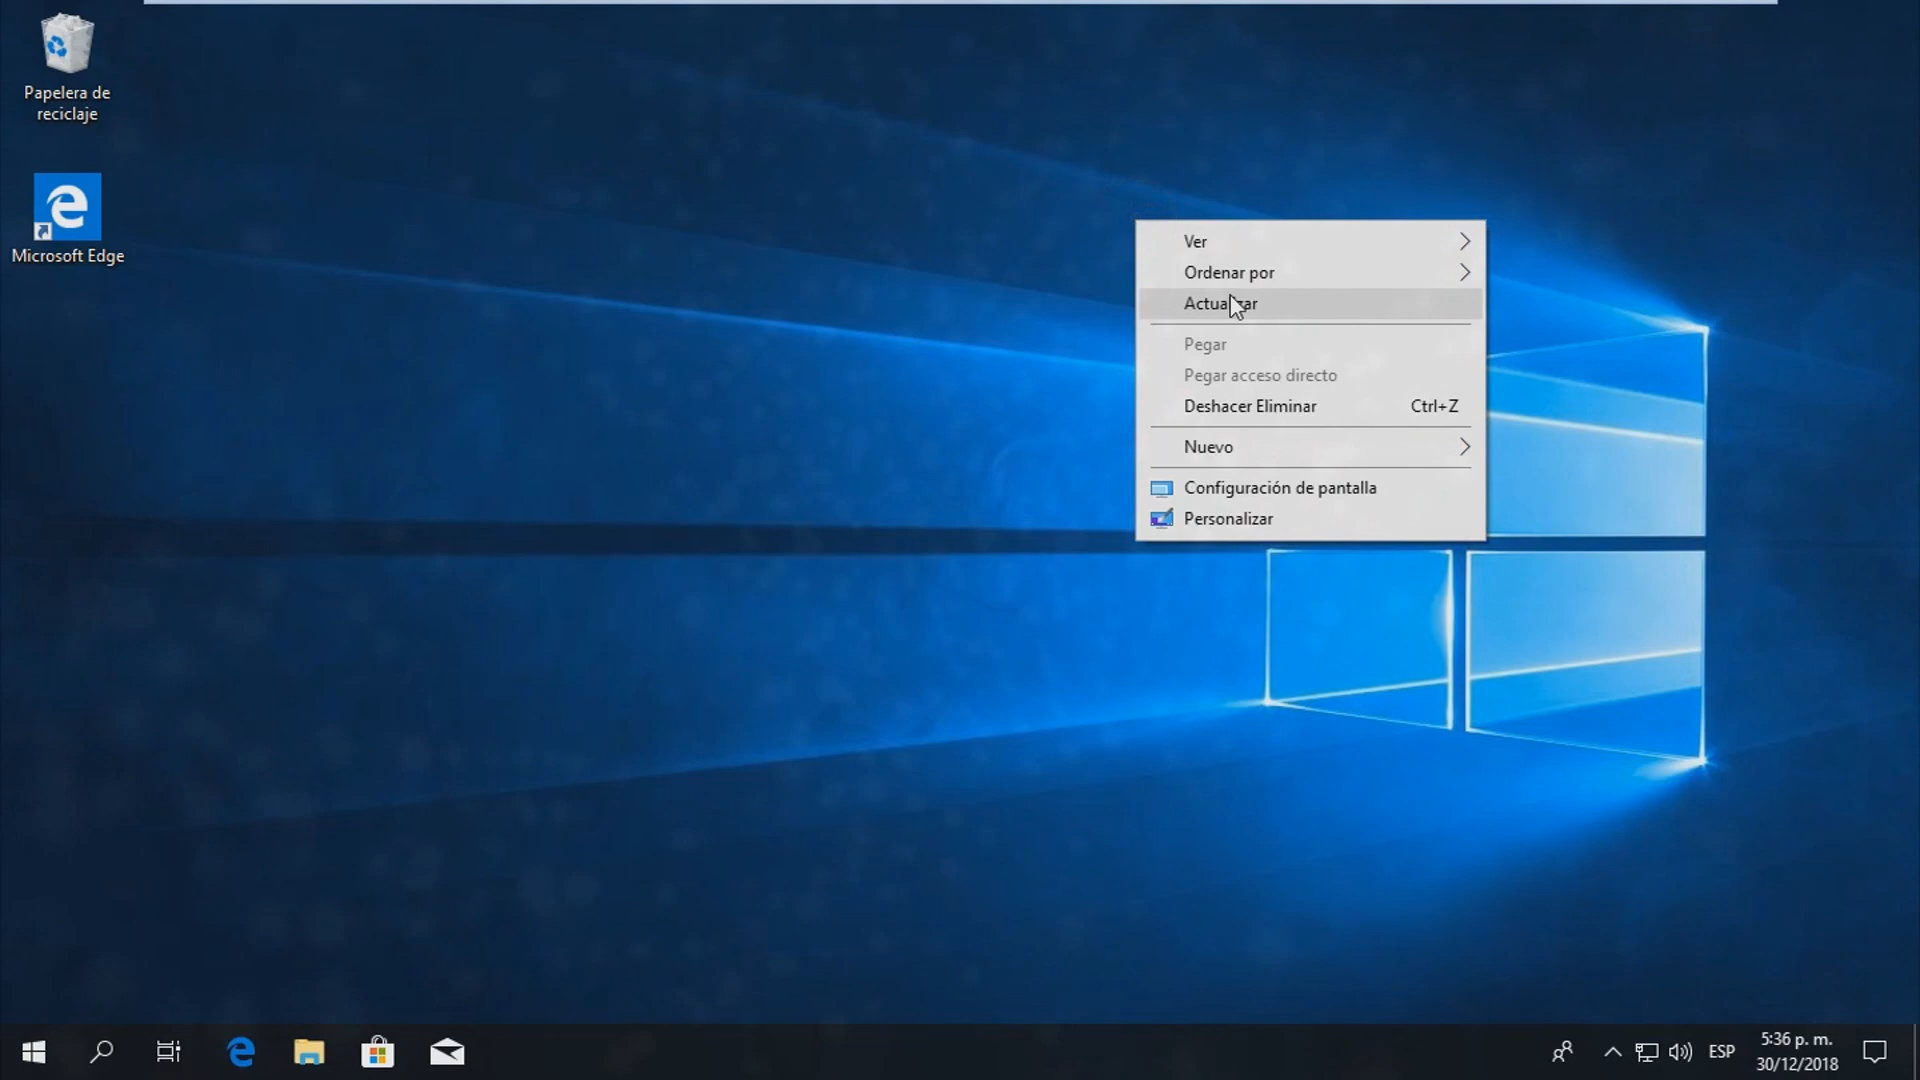 Papelera de
reciclaje
Microsoft Edge
Ver
Ordenar por
Actualizar
Pegar
Pegar acceso directo
Deshacer Eliminar Ctrl+Z
Nuevo
Configuración de pantalla
Personalizar
ESP
5:36 p. m.
30/12/2018